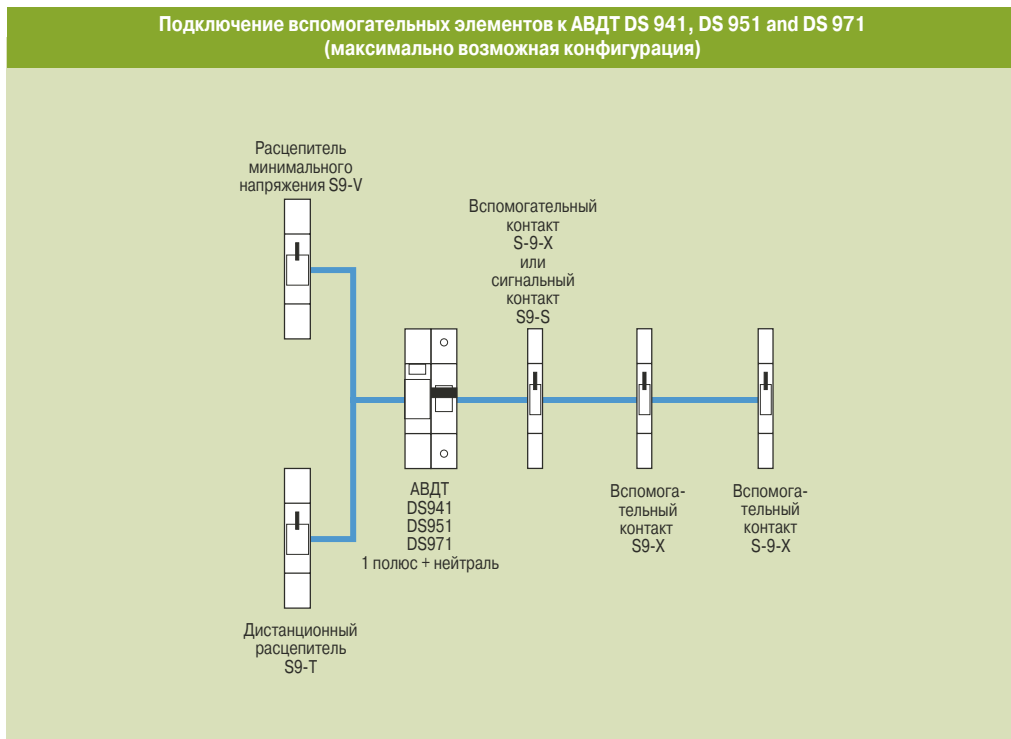 Подключение вспомогательных элементов к АВДТ DS 941, DS 951 and DS 971
(максимально возможная конфигурация)
Расцепитель
минимального
напряжения S9-V
Вспомогательный
контакт
S-9-X
или
сигнальный
контакт
S9-S
АВДТ
DS941
DS951
DS971
1 полюс + нейтраль
Вспомога-
тельный
контакт
S9-X
Вспомога-
тельный
контакт
S-9-X
Дистанционный
расцепитель
S9-T